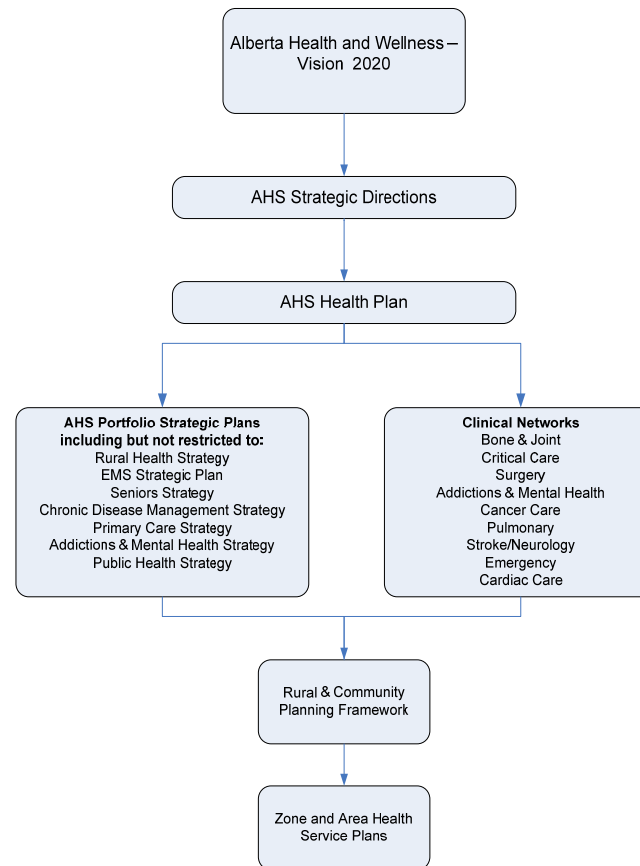 Alberta Health and Wellness –
Vision 2020
AHS Strategic Directions
AHS Health Plan
AHS Portfolio Strategic Plans
including but not restricted to:
Rural Health Strategy
EMS Strategic Plan
Seniors Strategy
Chronic Disease Management Strategy
Primary Care Strategy
Addictions & Mental Health Strategy
Public Health Strategy
Clinical Networks
Bone & Joint
Critical Care
Surgery
Addictions & Mental Health
Cancer Care
Pulmonary
Stroke/Neurology
Emergency
Cardiac Care
Rural & Community
Planning Framework
Zone and Area Health
Service Plans